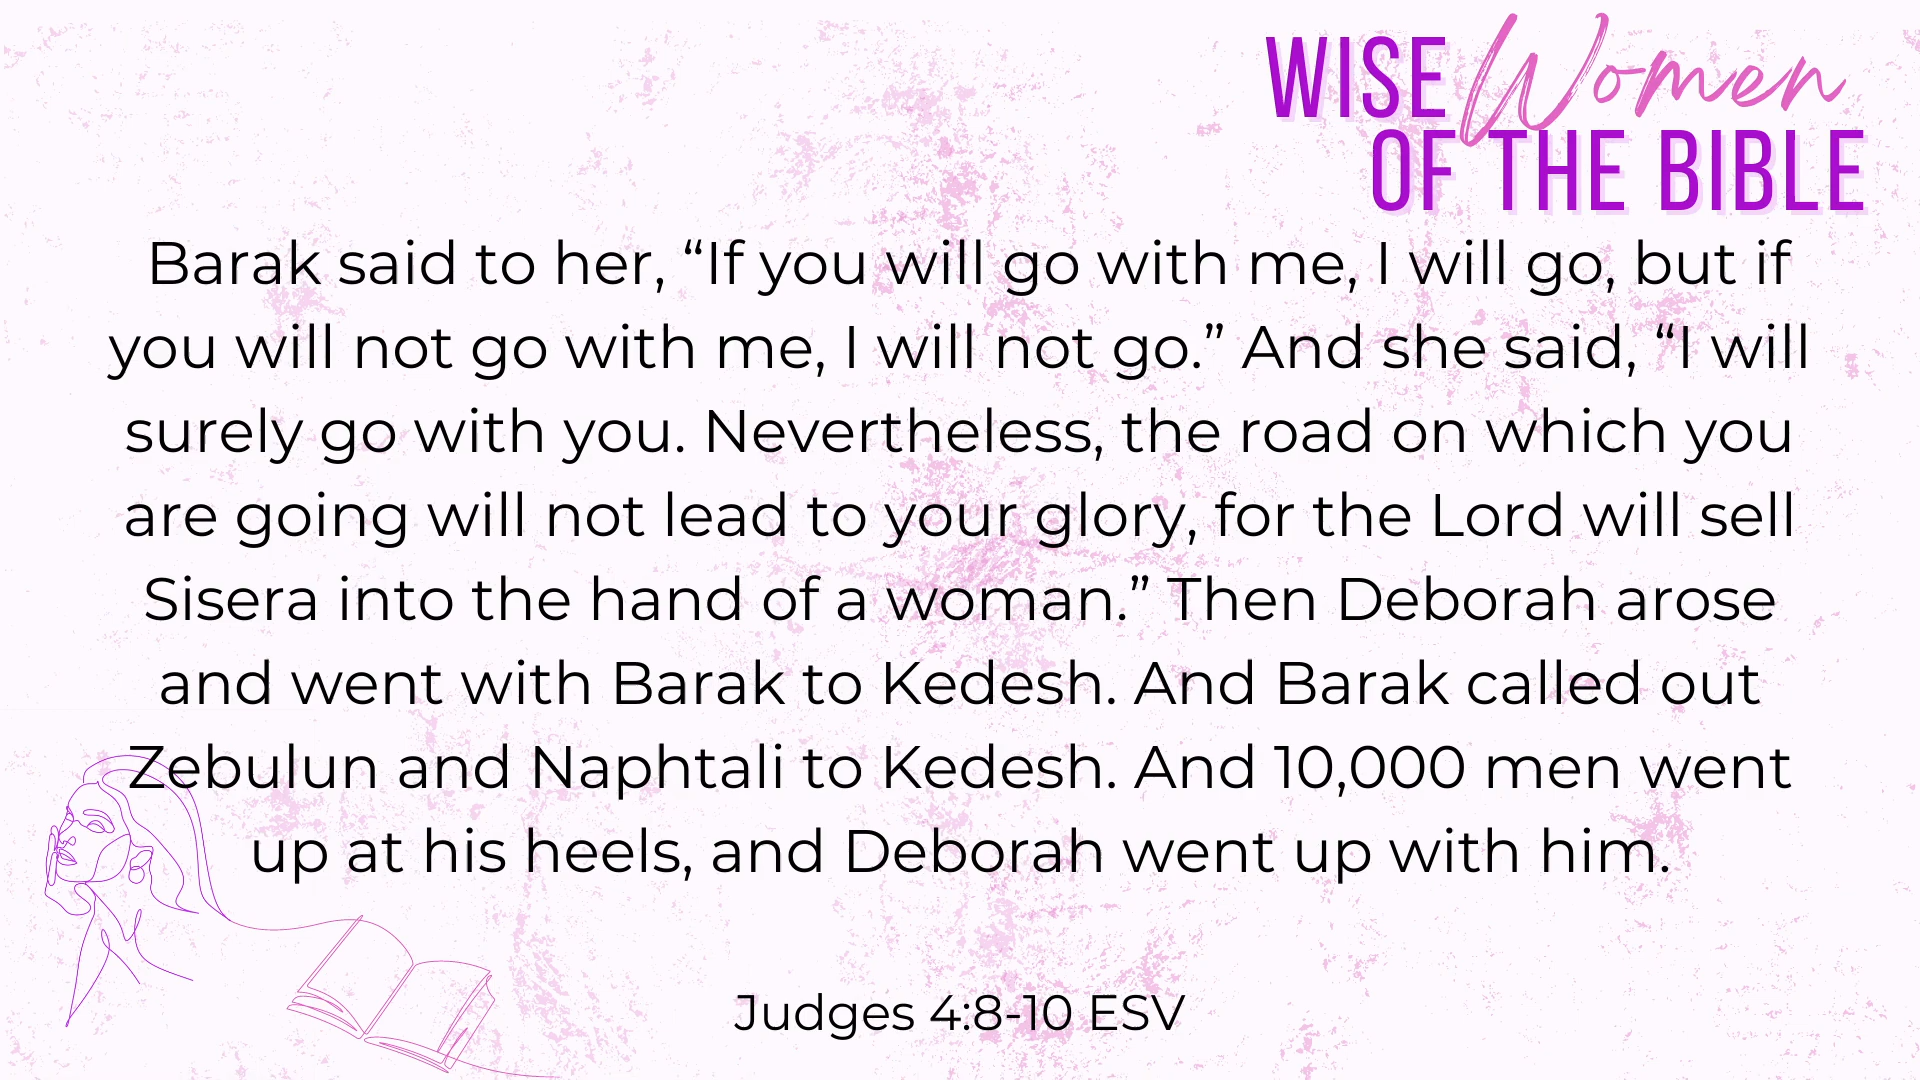 WISE Women
OF THE BIBLE
Barak said to her, “If you will go with me, I will go, but if
you will not go with me, I will not go.” And she said, “I will
surely go with you. Nevertheless, the road on which you
are going will not lead to your glory, for the Lord will sell
Sisera into the hand of a woman.” Then Deborah arose
and went with Barak to Kedesh. And Barak called out
Zebulun and Naphtali to Kedesh. And 10,000 men went
up at his heels, and Deborah went up with him.
Judges 4:8-10 ESV